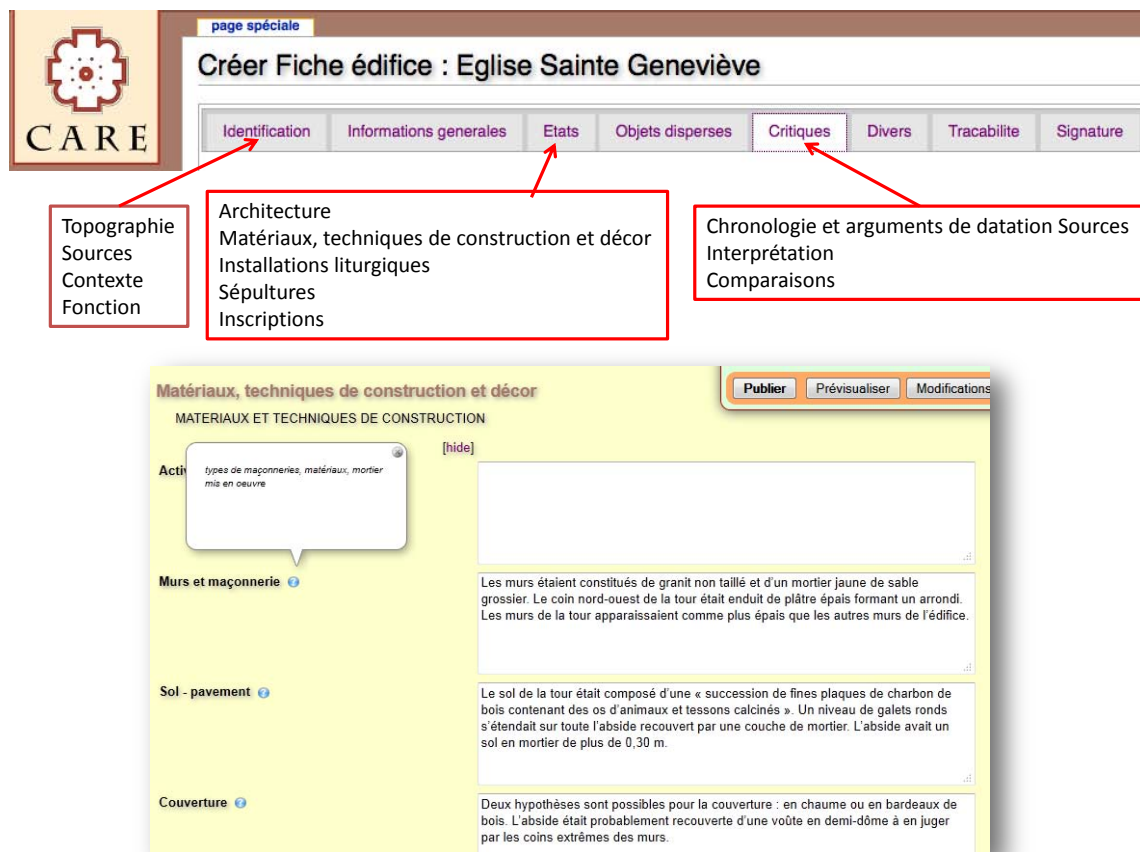 page spéciale
Créer Fiche édifice : Eglise Sainte Geneviève
CARE
Identification
Informations generales
Etats
Objets disperses
Critiques
Divers
Tracabilite
Signature
Topographie
Sources
Contexte
Fonction
Architecture
Matériaux, techniques de construction et décor
Installations liturgiques
Sépultures
Inscriptions
Chronologie et arguments de datation Sources
Interprétation
Comparaisons
Matériaux, techniques de construction et décor
Publier
Prévisualiser
Modifications
MATERIAUX ET TECHNIQUES DE CONSTRUCTION
[hide]
types de maçonneries, matériaux, mortier
mis en oeuvre
Murs et maçonnerie
Les murs étaient constitués de granit non taillé et d'un mortier jaune de sable
grossier. Le coin nord-ouest de la tour était enduit de plâtre épais formant un arrondi.
Les murs de la tour apparaissaient comme plus épais que les autres murs de l'édifice.
Sol - pavement
Le sol de la tour était composé d'une « succession de fines plaques de charbon de
bois contenant des os d'animaux et tessons calcinés ». Un niveau de galets ronds
s'étendait sur toute l'abside recouvert par une couche de mortier. L'abside avait un
sol en mortier de plus de 0,30 m.
Couverture
Deux hypothèses sont possibles pour la couverture : en chaume ou en bardeaux de
bois. L'abside était probablement recouverte d'une voûte en demi-dôme à en juger
par les coins extrêmes des murs.